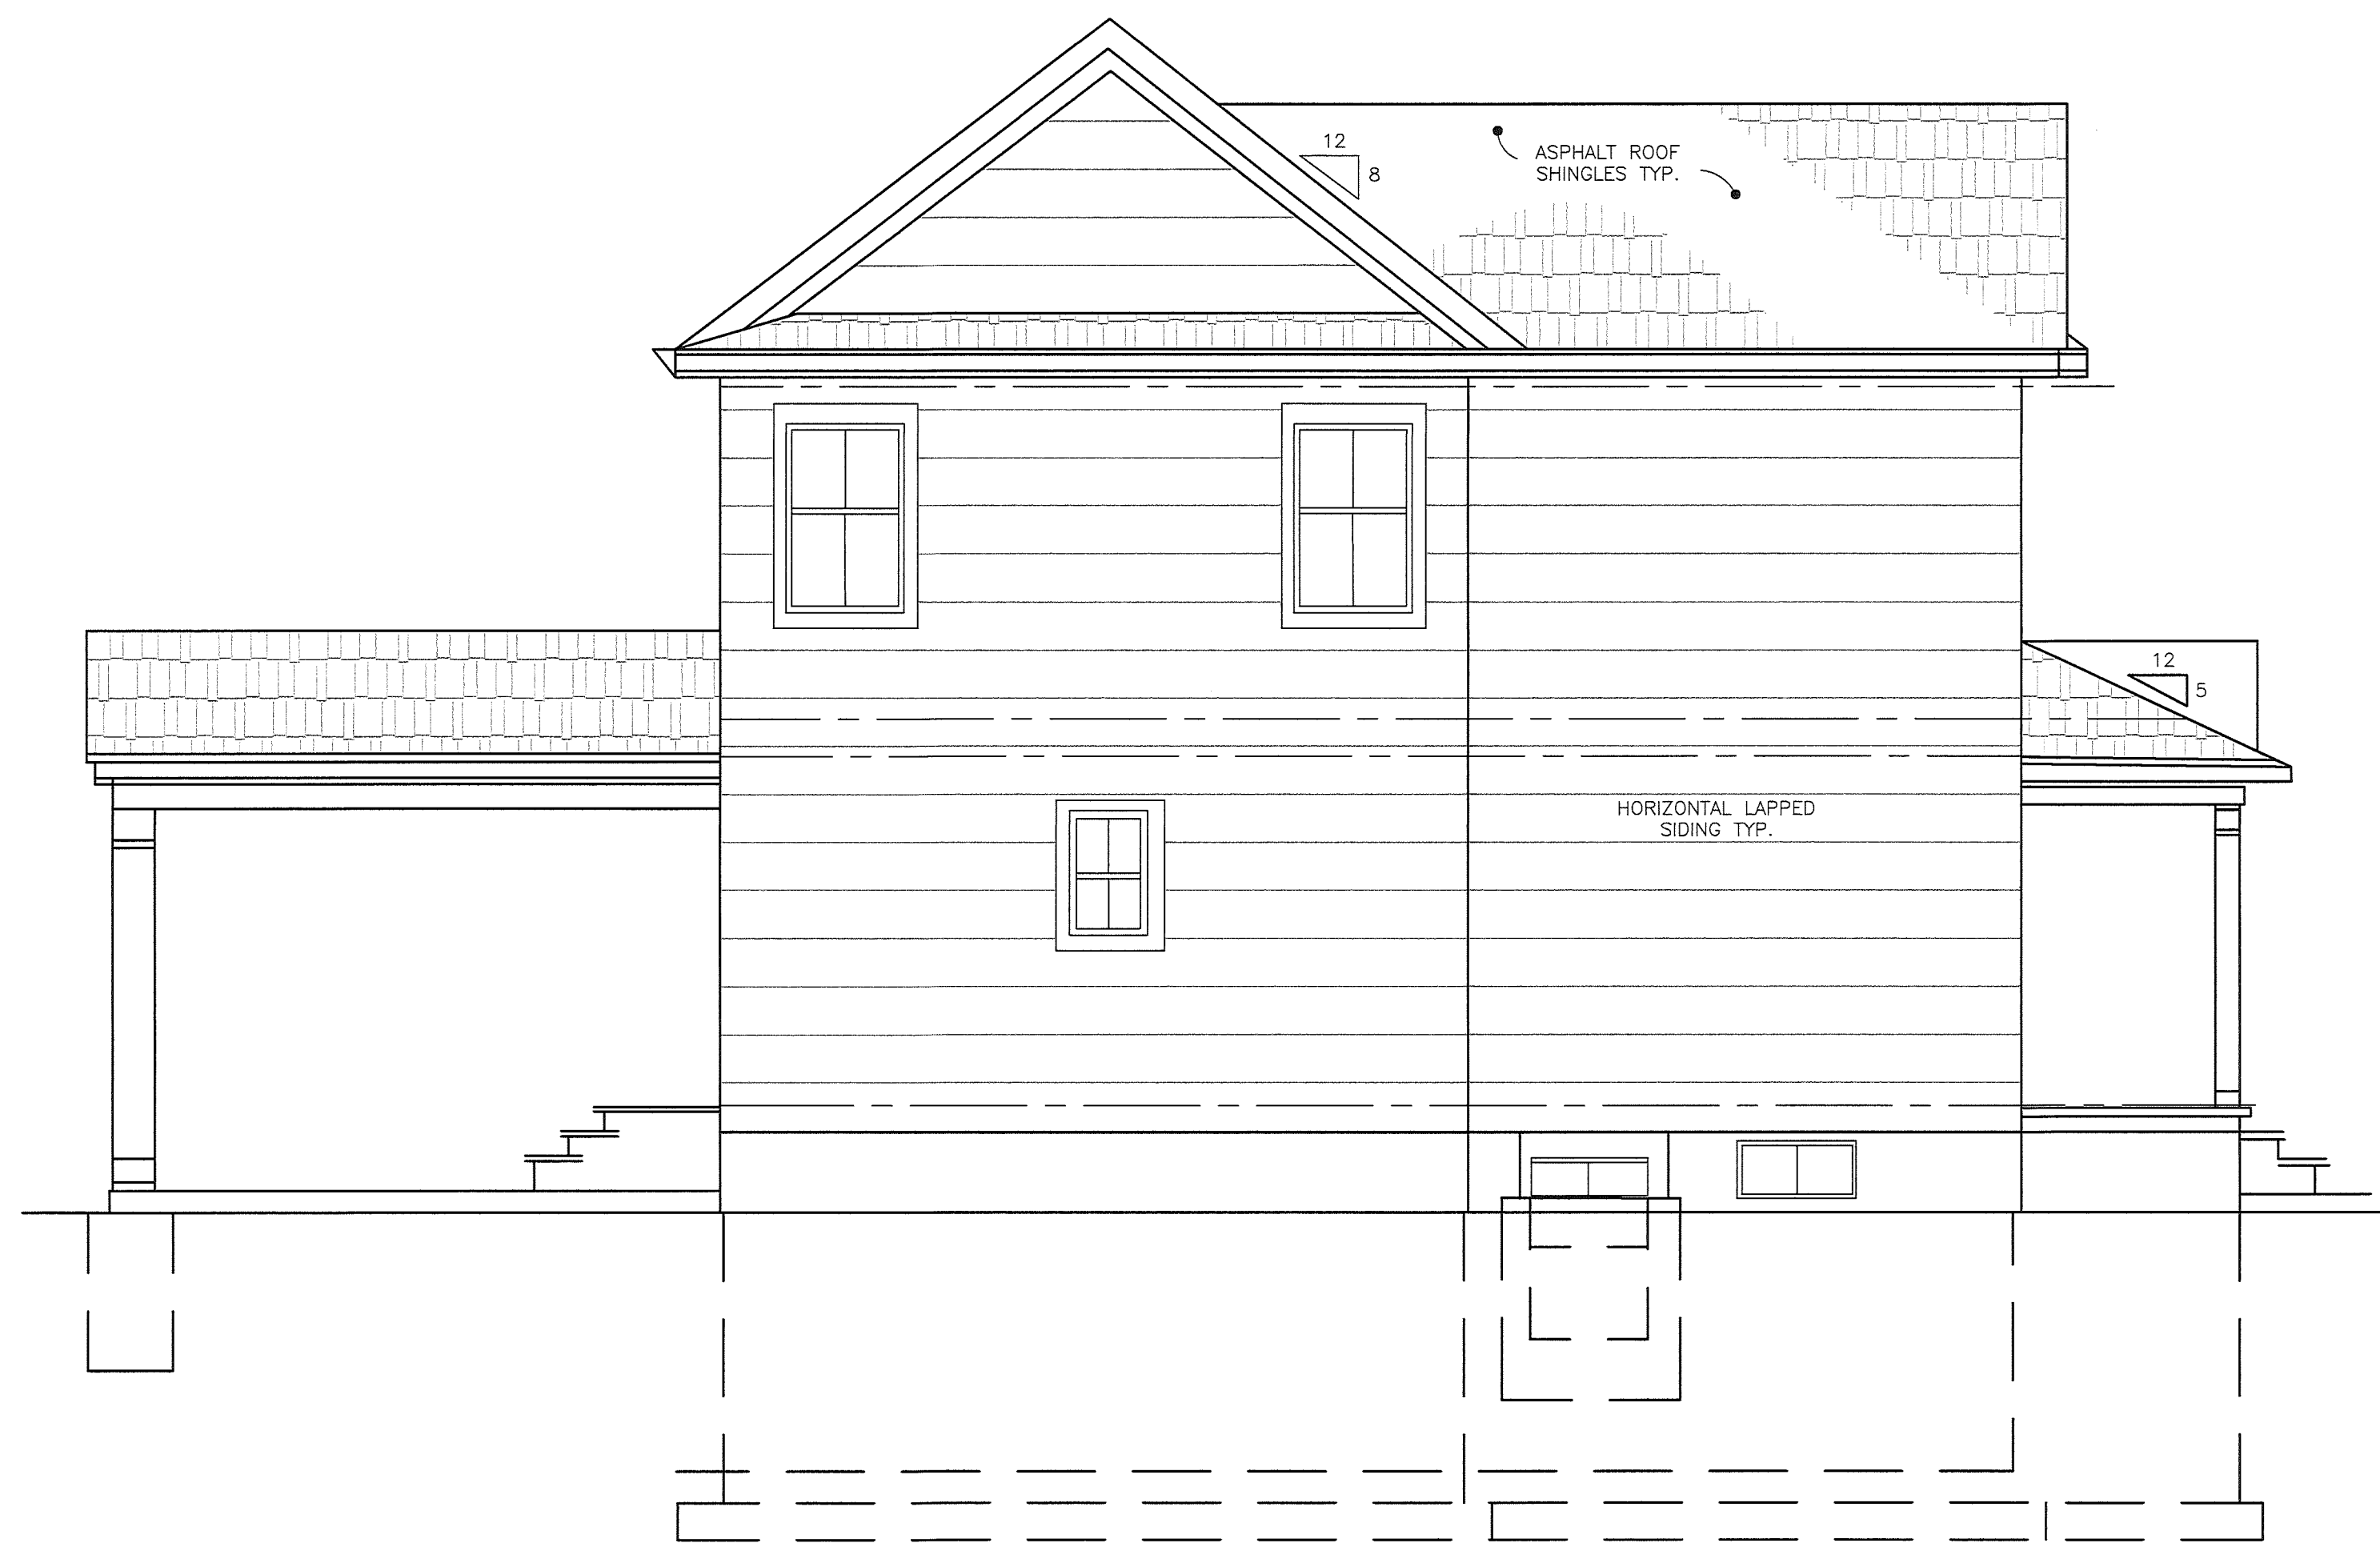 12
8
ASPHALT ROOF
SHINGLES TYP.
12
5
HORIZONTAL LAPPED
SIDING TYP.